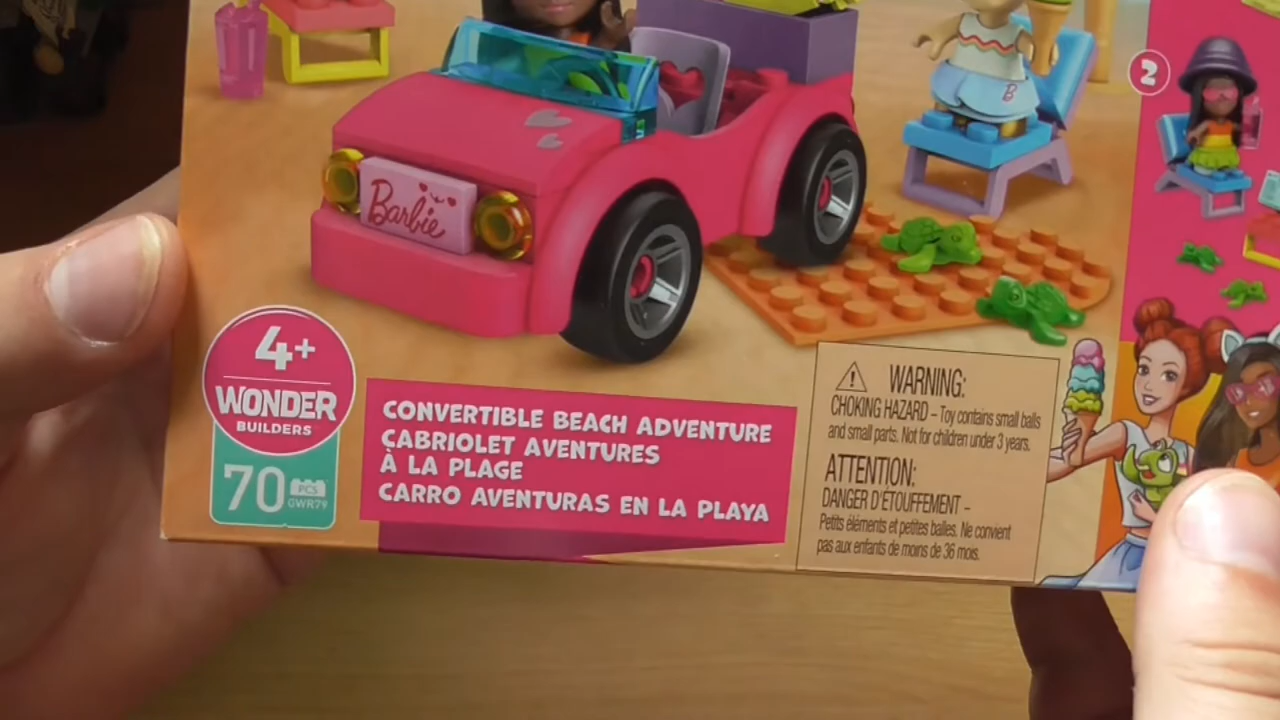 2
Barbie
B
4+
WONDER
BUILDERS
70 PCS
GWR79
CONVERTIBLE BEACH ADVENTURE
CABRIOLET AVENTURES
À LA PLAGE
CARRO AVENTURAS EN LA PLAYA
WARNING:
CHOKING HAZARD – Toy contains small balls
and small parts. Not for children under 3 years.
ATTENTION:
DANGER D'ÉTOUFFEMENT –
Petits éléments et petites balles. Ne convient
pas aux enfants de moins de 36 mois.